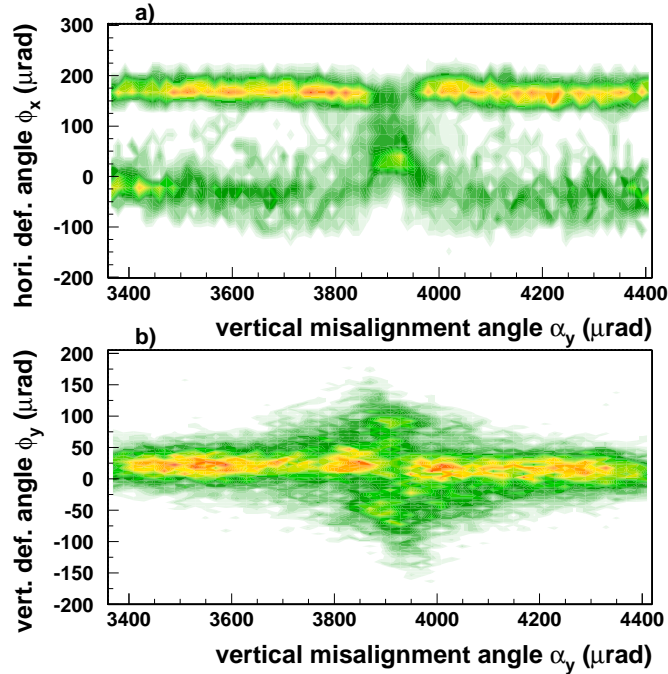 a)
hori. def. angle ϕx (μrad)
300
200
100
0
-100
-200
3400 3600 3800 4000 4200 4400
vertical misalignment angle αy (μrad)
b)
vert. def. angle ϕy (μrad)
200
150
100
50
0
-50
-100
-150
-200
3400 3600 3800 4000 4200 4400
vertical misalignment angle αy (μrad)